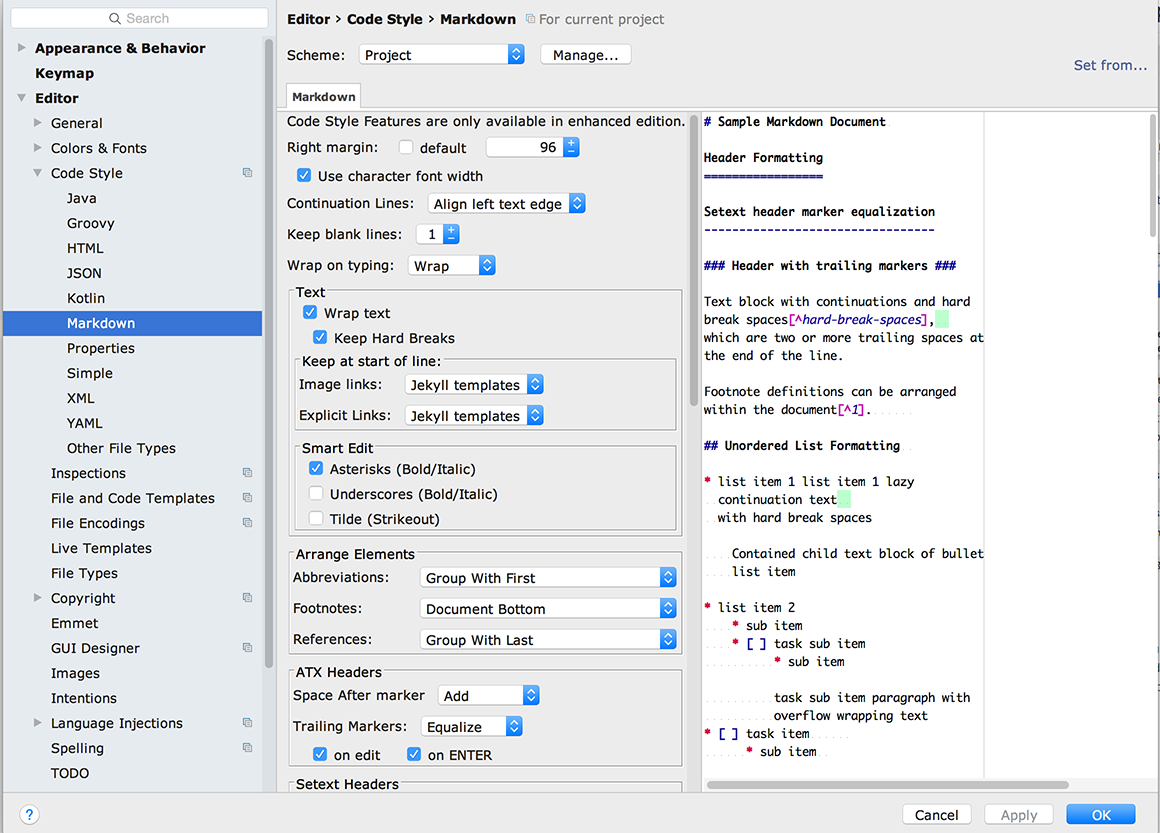 Search
Appearance & Behavior
Keymap
Editor
General
Colors & Fonts
Code Style
Java
Groovy
HTML
JSON
Kotlin
Markdown
Properties
Simple
XML
YAML
Other File Types
Inspections
File and Code Templates
File Encodings
Live Templates
File Types
Copyright
Emmet
GUI Designer
Images
Intentions
Language Injections
Spelling
TODO
Editor › Code Style › Markdown For current project
Scheme: Project Manage...
Set from...
Markdown
Code Style Features are only available in enhanced edition.
Right margin: default 96
Use character font width
Continuation Lines: Align left text edge
Keep blank lines: 1
Wrap on typing: Wrap
Text
Wrap text
Keep Hard Breaks
Keep at start of line:
Image links: Jekyll templates
Explicit Links: Jekyll templates
Smart Edit
Asterisks (Bold/Italic)
Underscores (Bold/Italic)
Tilde (Strikeout)
Arrange Elements
Abbreviations: Group With First
Footnotes: Document Bottom
References: Group With Last
ATX Headers
Space After marker Add
Trailing Markers: Equalize
on edit on ENTER
Setext Headers
# Sample Markdown Document
Header Formatting
=================
Setext header marker equalization
---------------------------------
### Header with trailing markers ###
Text block with continuations and hard
break spaces[^hard-break-spaces],
which are two or more trailing spaces at
the end of the line.
Footnote definitions can be arranged
within the document[^1].
## Unordered List Formatting
* list item 1 list item 1 lazy
continuation text
with hard break spaces
Contained child text block of bullet
list item
* list item 2
* sub item
* [ ] task sub item
* sub item
task sub item paragraph with
overflow wrapping text
* [ ] task item
* sub item
? Cancel Apply OK